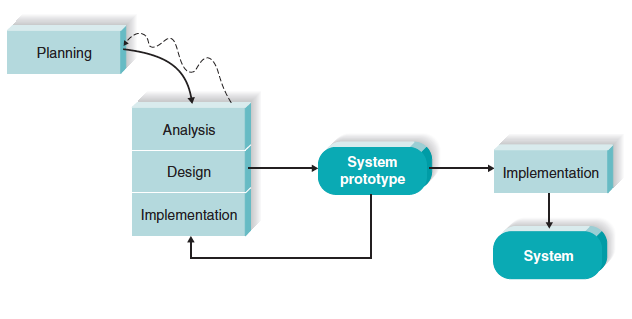 Planning
Analysis
Design
Implementation
System
prototype
Implementation
System